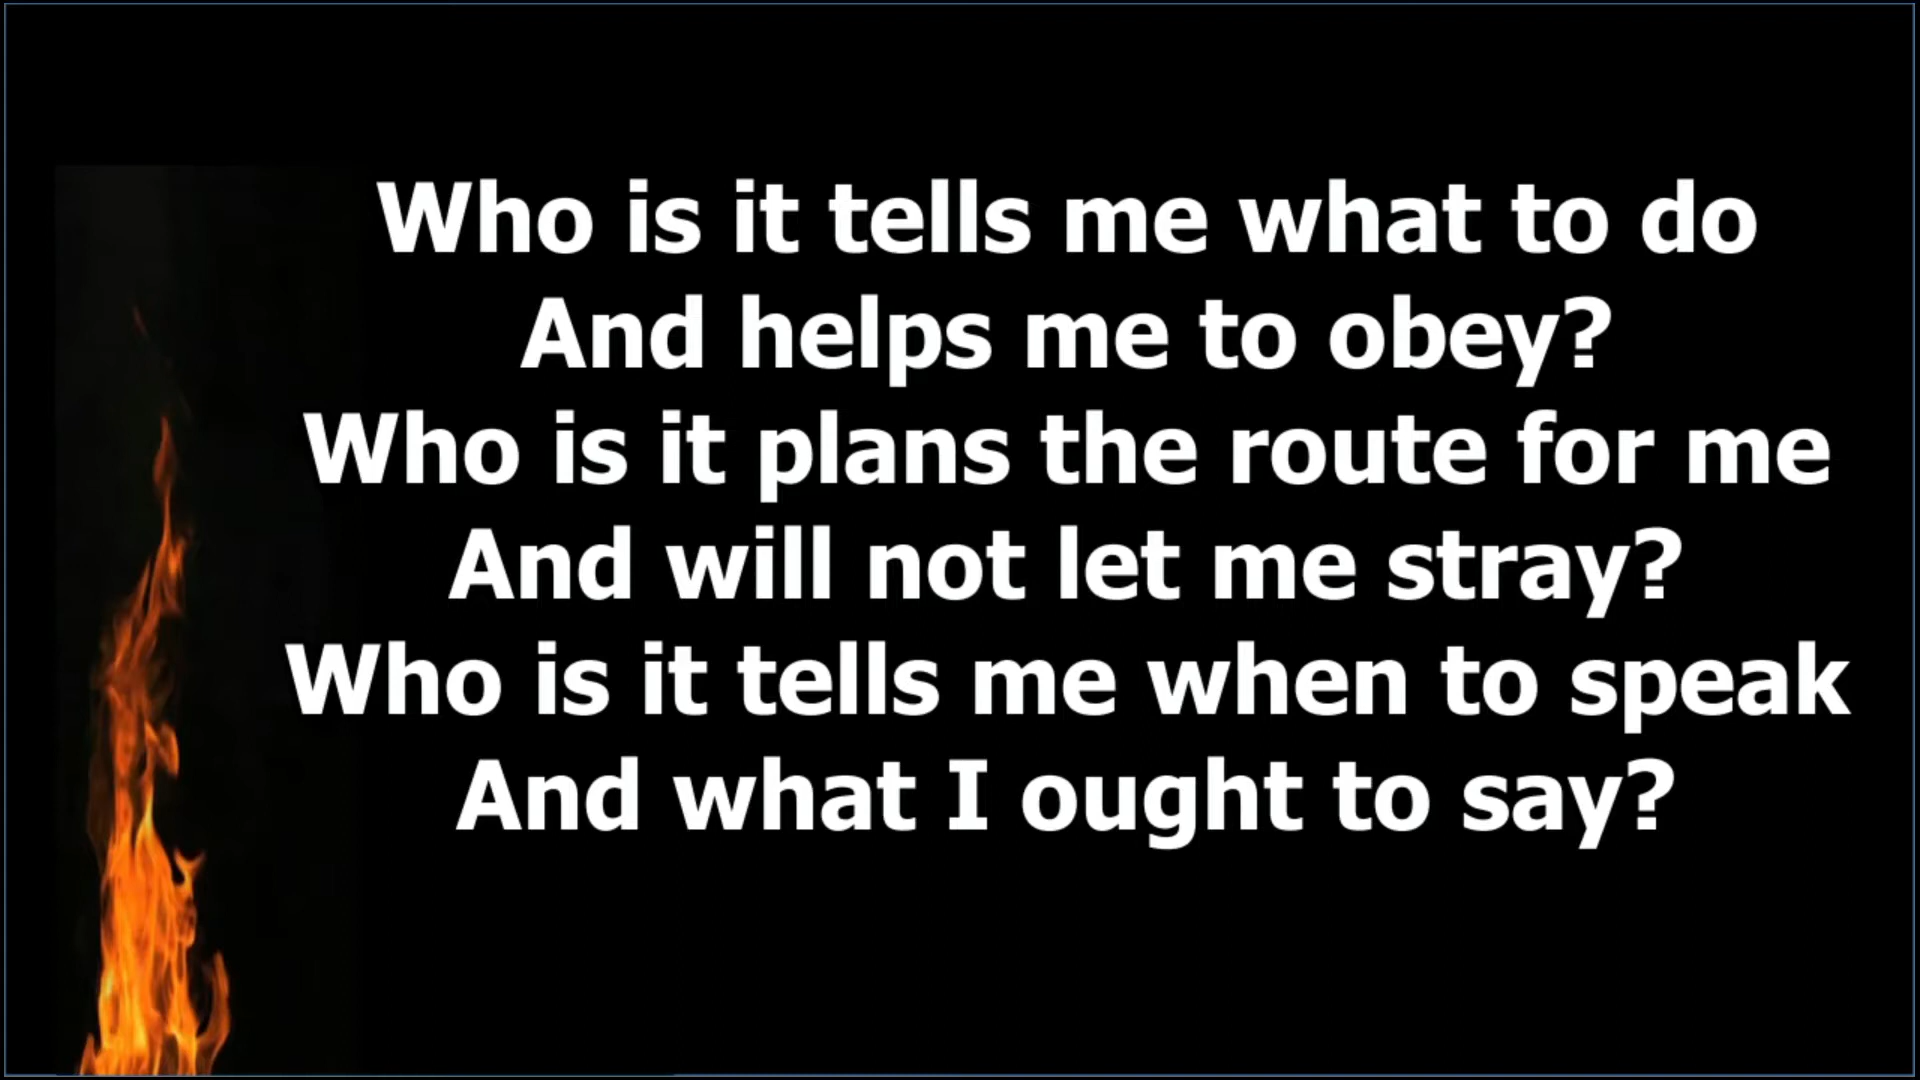 Who is it tells me what to do
And helps me to obey?
Who is it plans the route for me
And will not let me stray?
Who is it tells me when to speak
And what I ought to say?